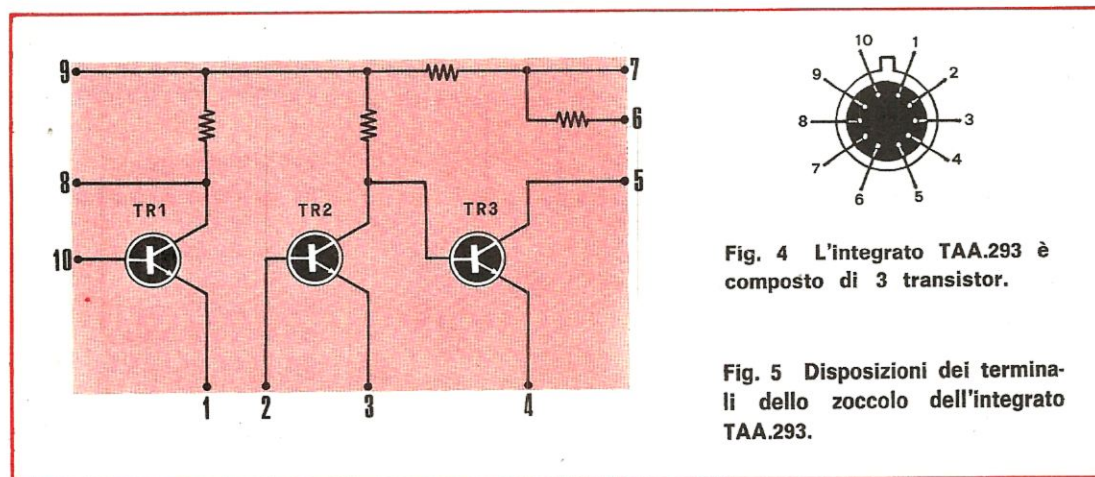 9
7
6
8
5
TR1
TR2
TR3
10
1
2
3
4
10
1
9
2
8
3
7
4
6
5
Fig. 4 L'integrato TAA.293 è
composto di 3 transistor.
Fig. 5 Disposizioni dei termina-
li dello zoccolo dell'integrato
TAA.293.